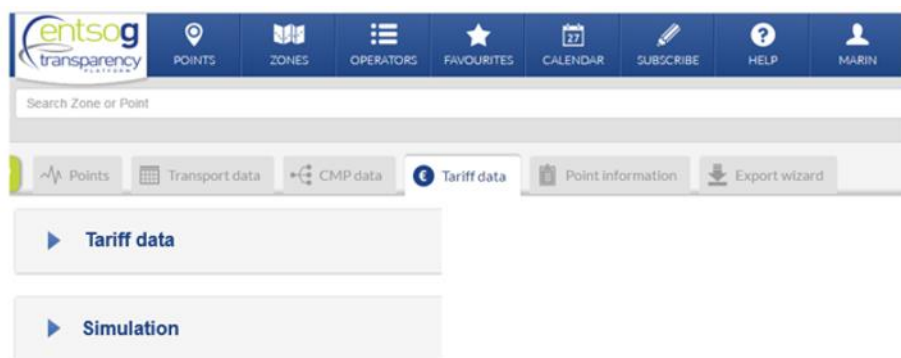 entsog
transparency
PLATFORM
POINTS
ZONES
OPERATORS
FAVOURITES
27
CALENDAR
SUBSCRIBE
?
HELP
MARIN
Search Zone or Point
Points
Transport data
CMP data
€ Tariff data
Point information
Export wizard
Tariff data
Simulation